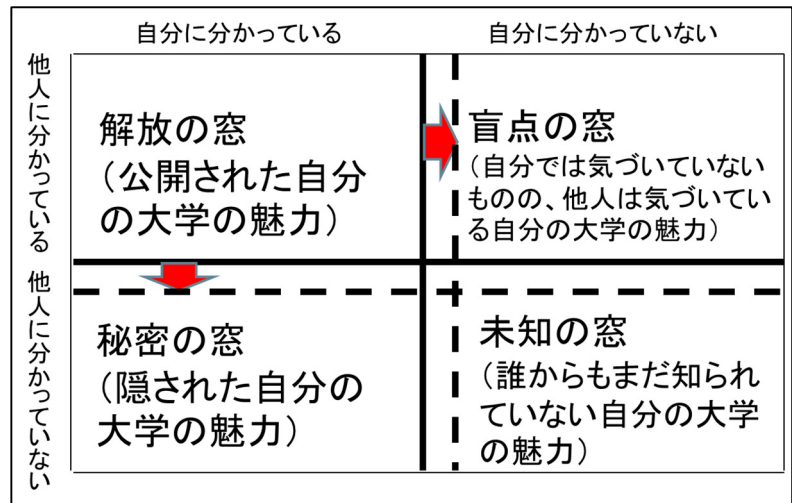 自分に分かっている
自分に分かっていない
他人に分かっている
解放の窓
（公開された自分
の大学の魅力）
盲点の窓
（自分では気づいていない
ものの、他人は気づいてい
る自分の大学の魅力）
他人に分かっていない
秘密の窓
（隠された自分の
大学の魅力）
未知の窓
（誰からもまだ知られ
ていない自分の大学
の魅力）